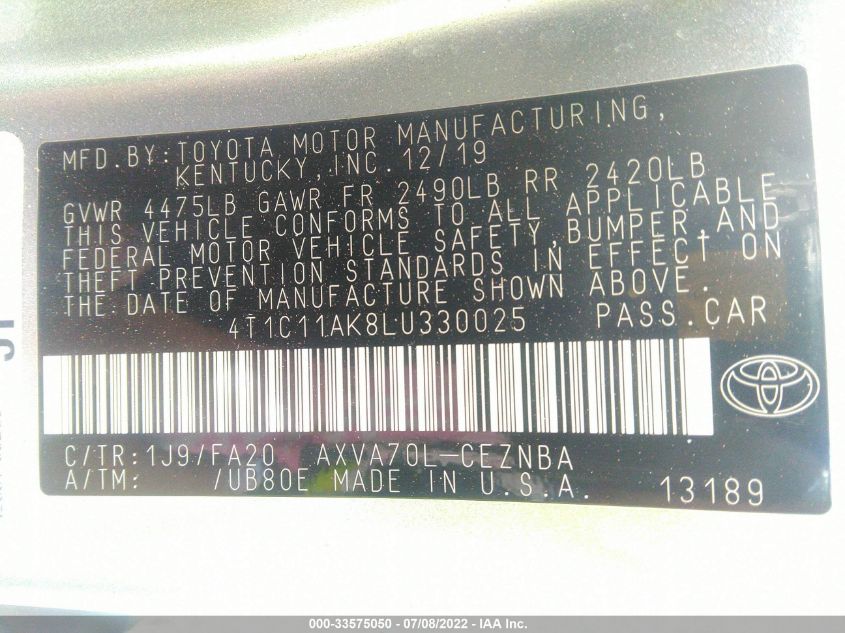 MFD.BY:TOYOTA MOTOR MANUFACTURING,
KENTUCKY,INC.12/19
GVWR 4475LB GAWR FR 2490LB RR 2420LB
THIS VEHICLE CONFORMS TO ALL APPLICABLE
FEDERAL MOTOR VEHICLE SAFETY,BUMPER,AND
THEFT PREVENTION STANDARDS IN EFFECT ON
THE DATE OF MANUFACTURE SHOWN ABOVE.
4T1C11AK8LU330025 PASS.CAR
C/TR:1J9/FA20 AXVA70L-CEZNBA
A/TM: /UB80E MADE IN U.S.A. 13189
000-33575050 - 07/08/2022 - IAA Inc.